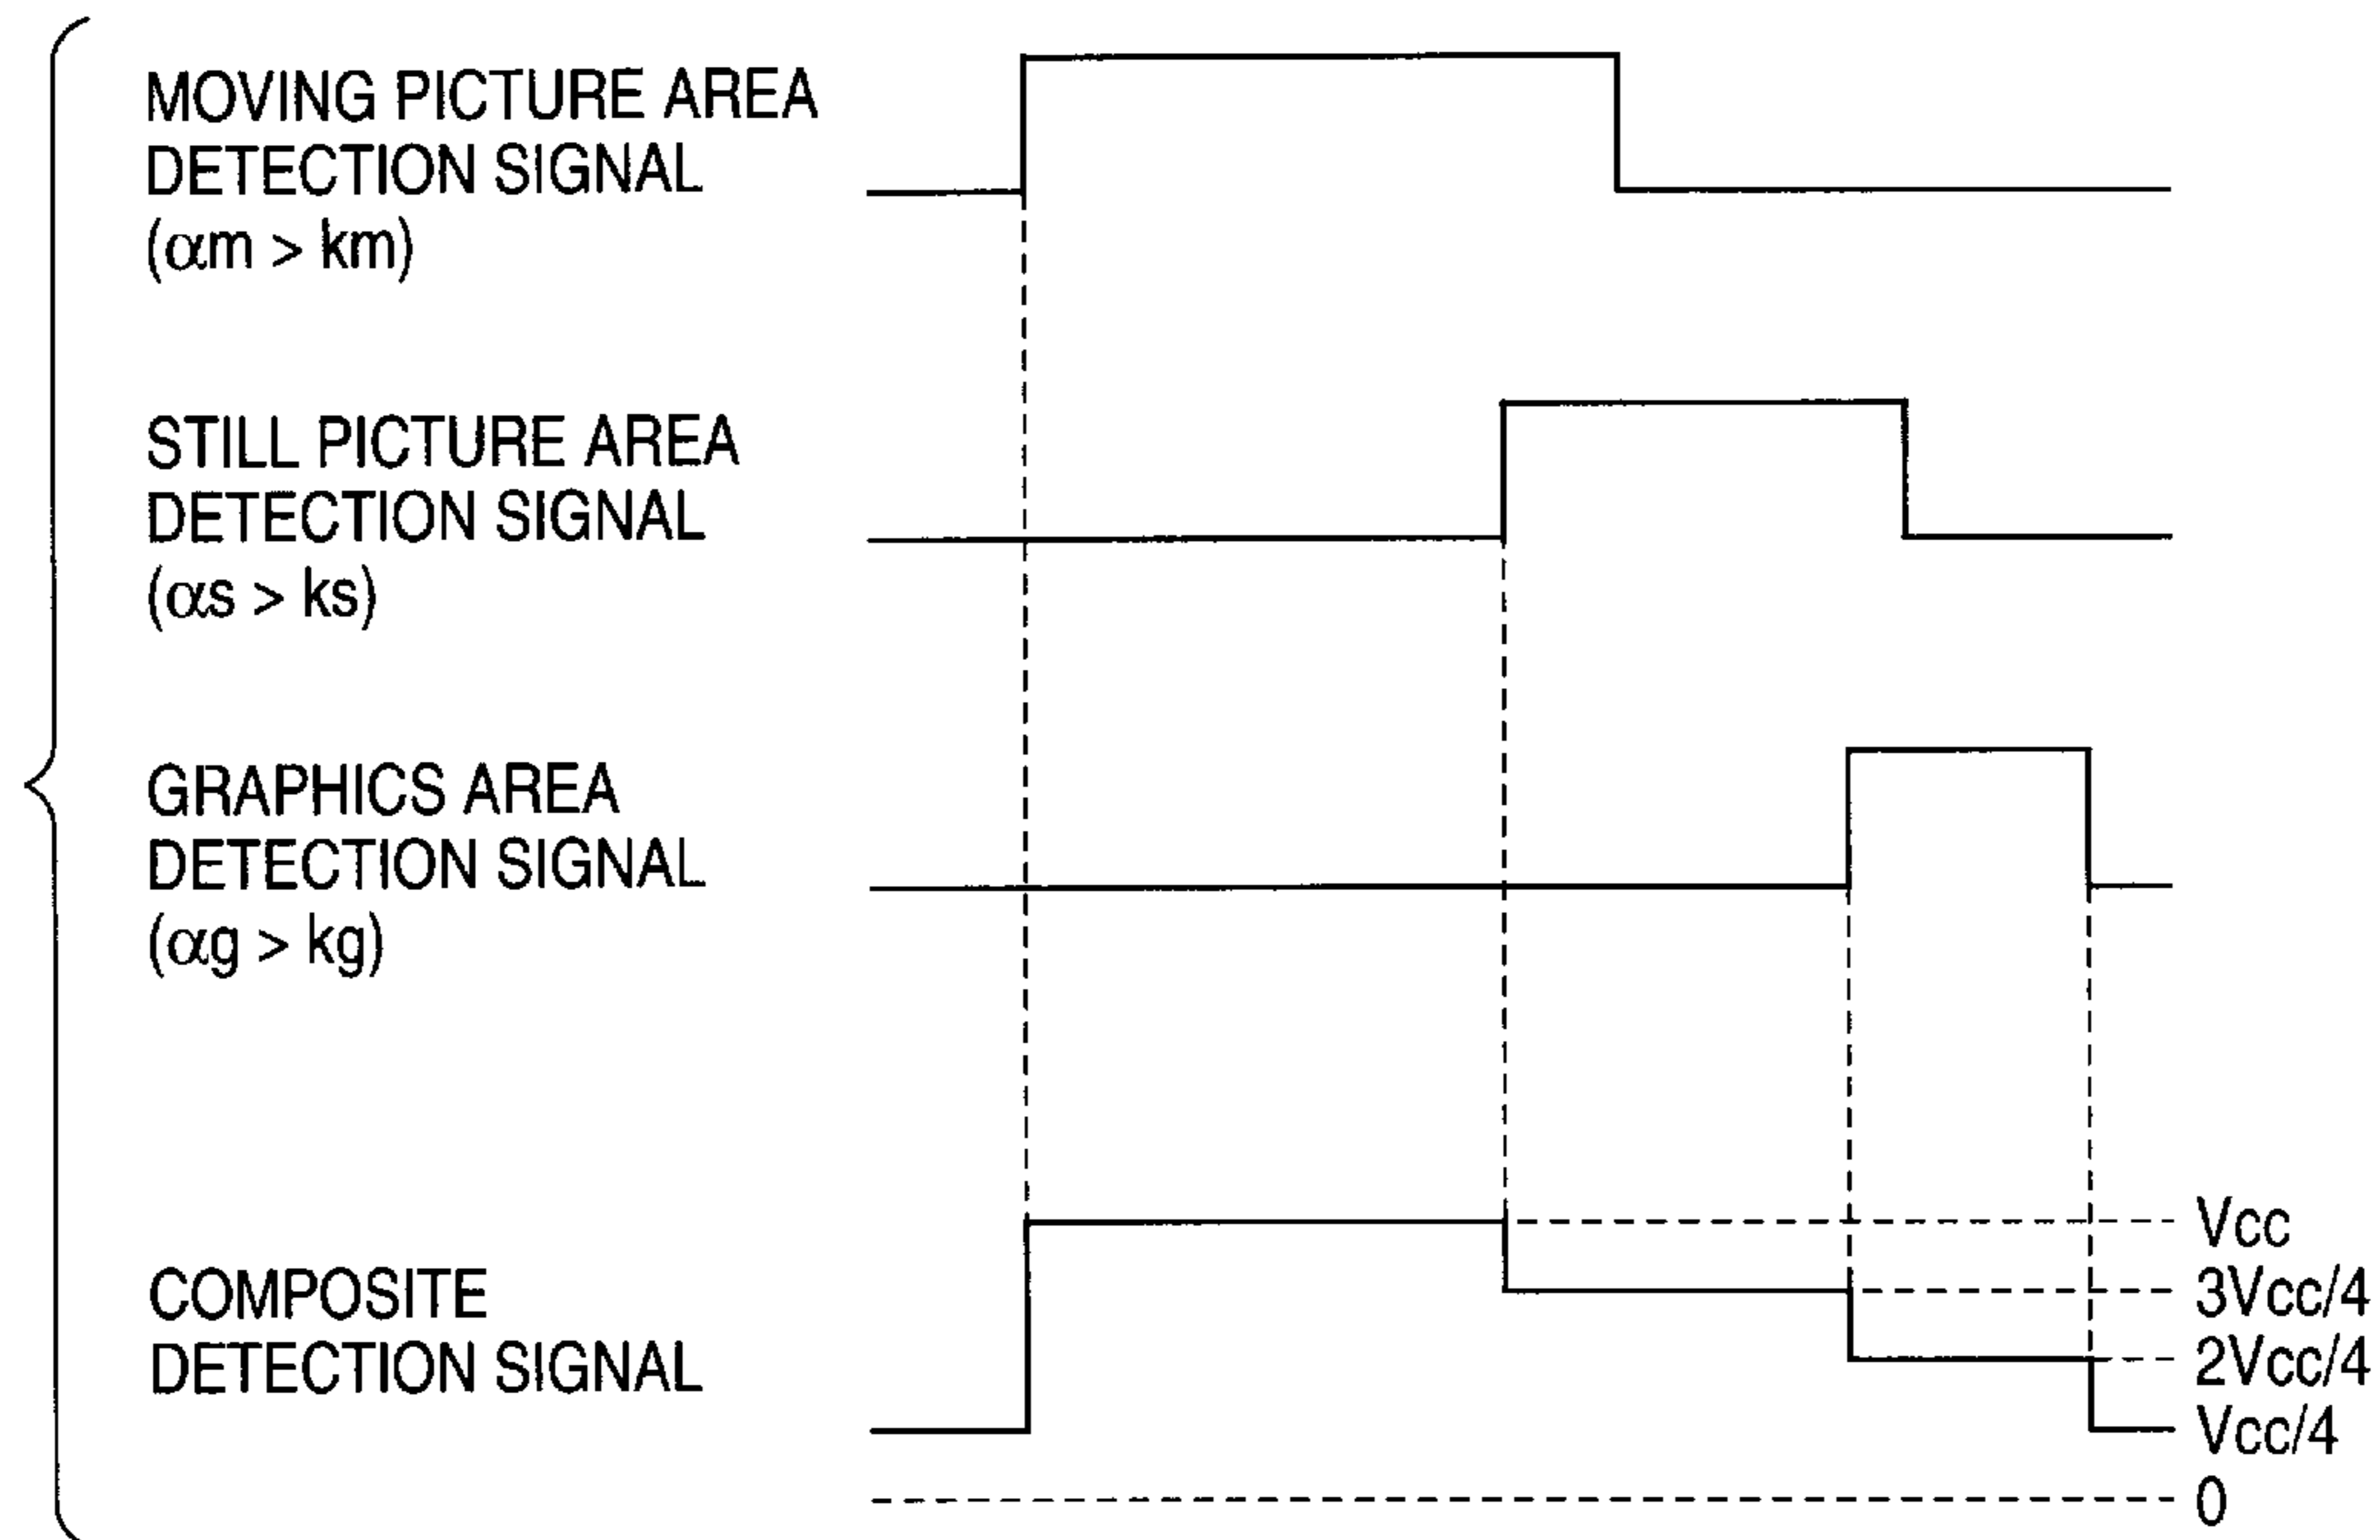 MOVING PICTURE AREA
DETECTION SIGNAL
(αm > km)
STILL PICTURE AREA
DETECTION SIGNAL
(αs > ks)
GRAPHICS AREA
DETECTION SIGNAL
(αg > kg)
COMPOSITE
DETECTION SIGNAL
Vcc
3Vcc/4
2Vcc/4
Vcc/4
0